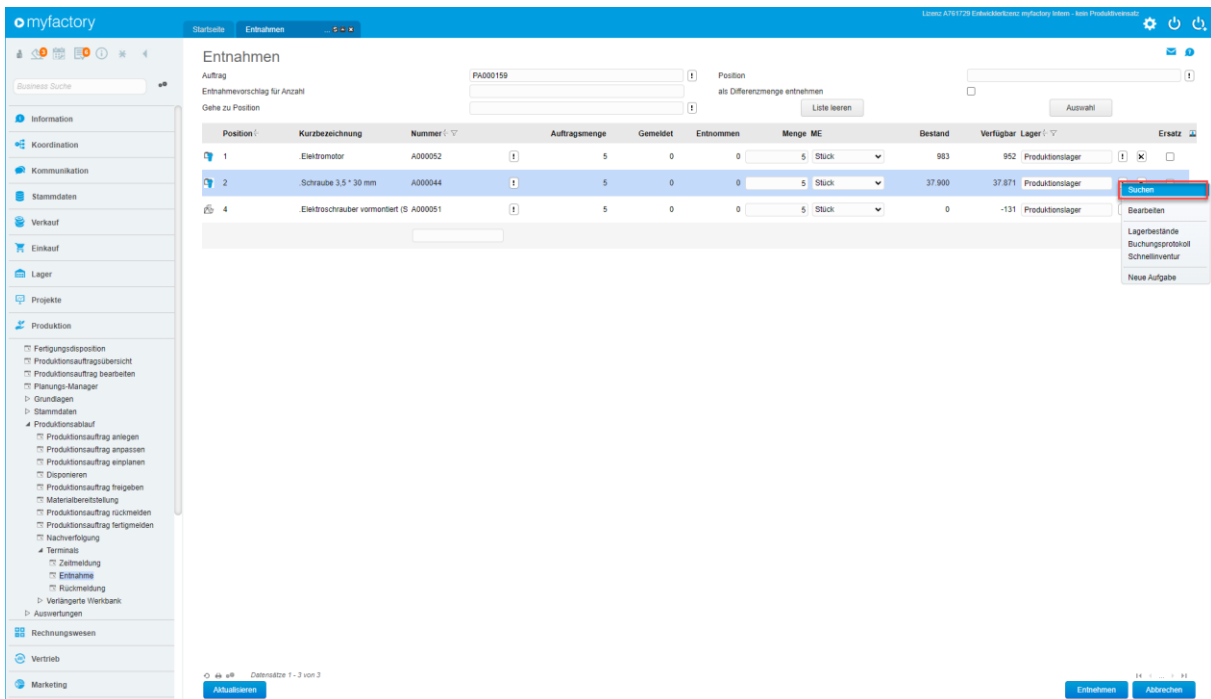 Lizenz A761729 Entwicklerlizenz myfactory Intern - kein Produktiveinsatz
myfactory
Startseite Entnahmen ...
Entnahmen
Business Suche
Auftrag PA000159 ! Position !
Entnahmevorschlag für Anzahl als Differenzmenge entnehmen
Gehe zu Position ! Liste leeren Auswahl
Position Kurzbezeichnung Nummer Auftragsmenge Gemeldet Entnommen Menge ME Bestand Verfügbar Lager Ersatz
1 .Elektromotor A000052 ! 5 0 0 5 Stück 983 952 Produktionslager !
2 .Schraube 3,5 * 30 mm A000044 ! 5 0 0 5 Stück 37.900 37.871 Produktionslager
4 .Elektroschrauber vormontiert (S A000051 ! 5 0 0 5 Stück 0 -131 Produktionslager
Suchen
Bearbeiten
Lagerbestände
Buchungsprotokoll
Schnellinventur
Neue Aufgabe
Information
Koordination
Kommunikation
Stammdaten
Verkauf
Einkauf
Lager
Projekte
Produktion
Fertigungsdisposition
Produktionsauftragsübersicht
Produktionsauftrag bearbeiten
Planungs-Manager
Grundlagen
Stammdaten
Produktionsablauf
Produktionsauftrag anlegen
Produktionsauftrag anpassen
Produktionsauftrag einplanen
Disponieren
Produktionsauftrag freigeben
Materialbereitstellung
Produktionsauftrag rückmelden
Produktionsauftrag fertigmelden
Nachverfolgung
Terminals
Zeitmeldung
Entnahme
Rückmeldung
Verlängerte Werkbank
Auswertungen
Rechnungswesen
Vertrieb
Marketing
Datensätze 1 - 3 von 3
Aktualisieren Entnehmen Abbrechen